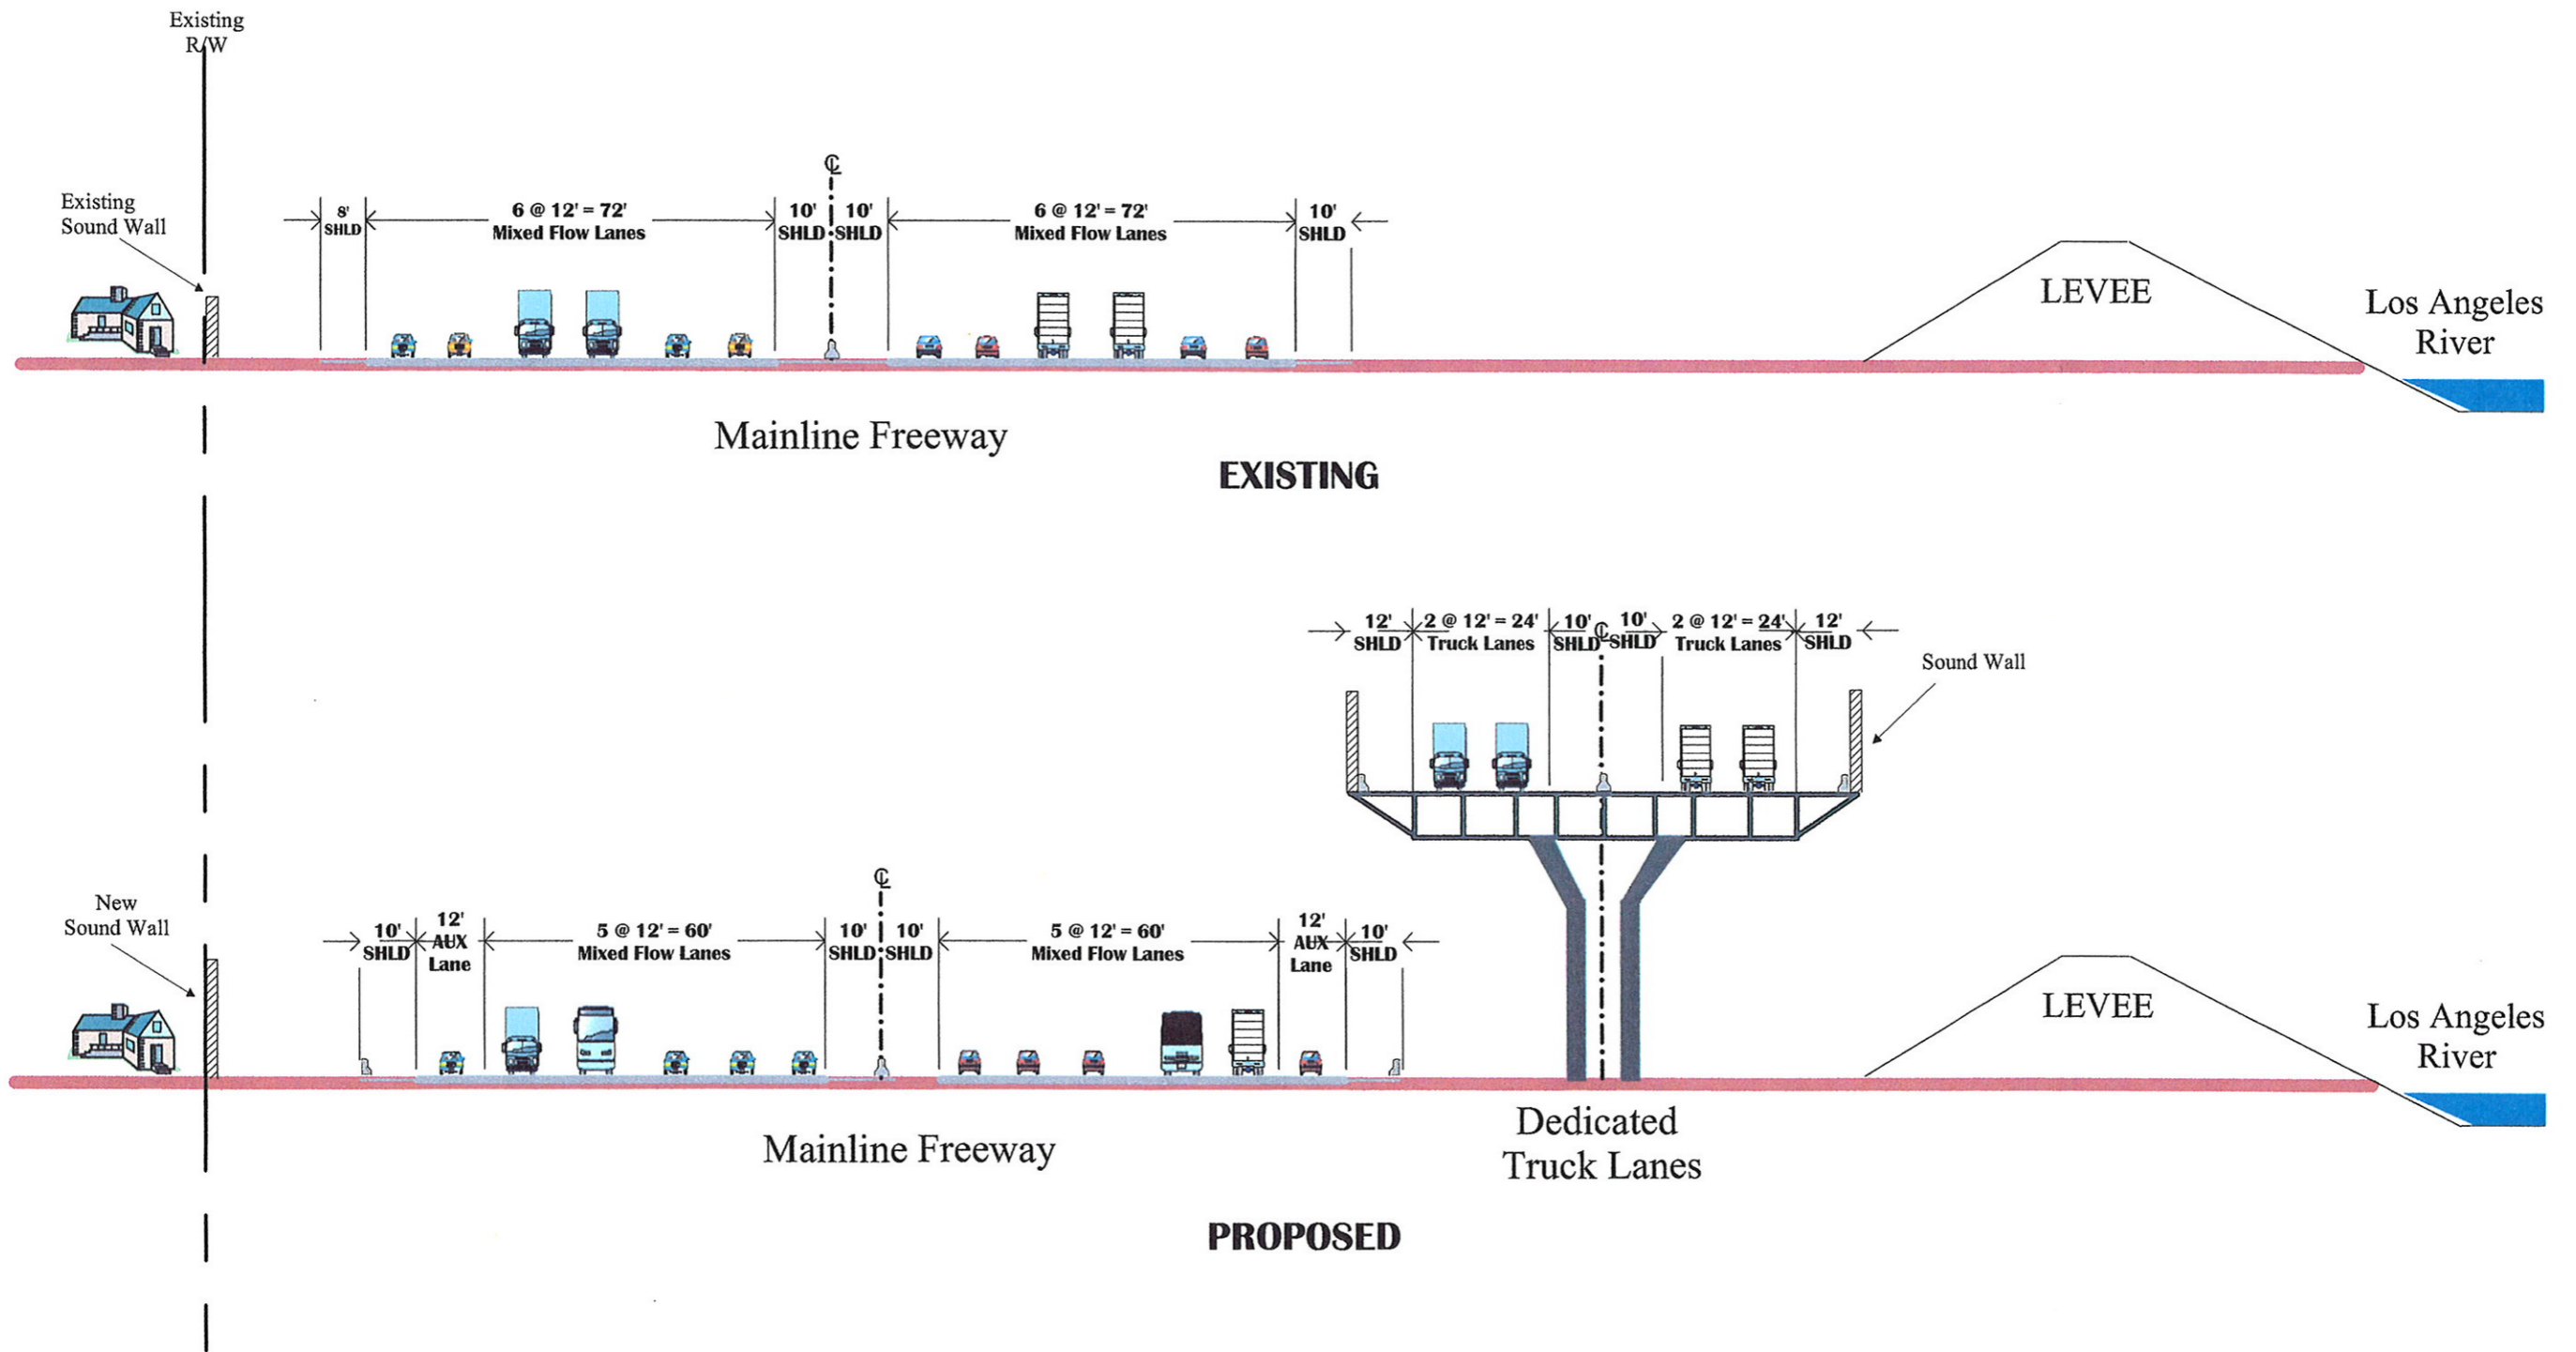 Existing
R/W
Existing
Sound Wall
8'
SHLD
6 @ 12' = 72'
Mixed Flow Lanes
10'
SHLD
℄
10'
SHLD
6 @ 12' = 72'
Mixed Flow Lanes
10'
SHLD
LEVEE
Los Angeles
River
Mainline Freeway
EXISTING
12'
SHLD
2 @ 12' = 24'
Truck Lanes
10'
SHLD
℄
10'
SHLD
2 @ 12' = 24'
Truck Lanes
12'
SHLD
Sound Wall
New
Sound Wall
10'
SHLD
12'
AUX
Lane
5 @ 12' = 60'
Mixed Flow Lanes
10'
SHLD
℄
10'
SHLD
5 @ 12' = 60'
Mixed Flow Lanes
12'
AUX
Lane
10'
SHLD
LEVEE
Los Angeles
River
Mainline Freeway
Dedicated
Truck Lanes
PROPOSED